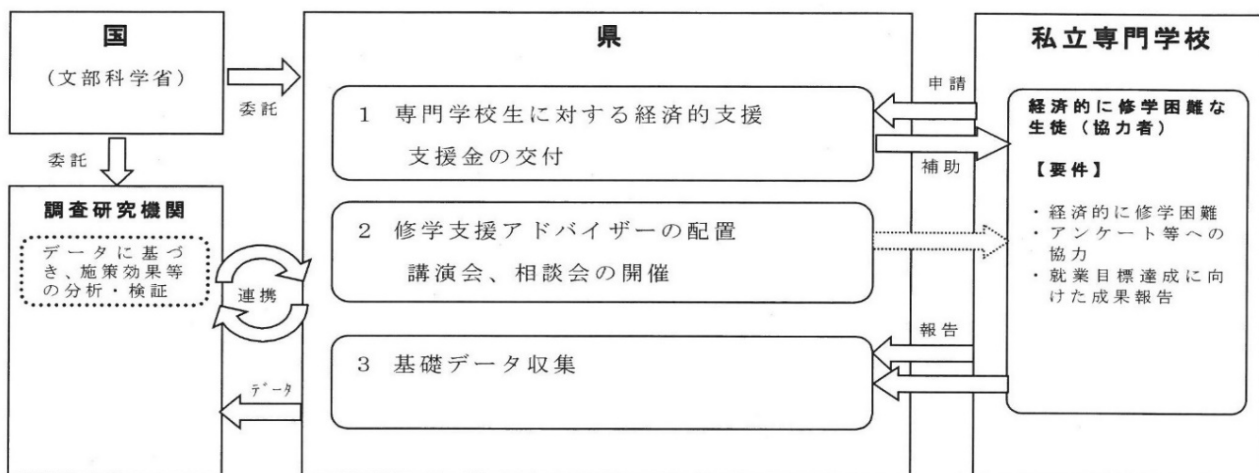 国
（文部科学省）
委託
委託
調査研究機関
データに基づ
き、施策効果等
の分析・検証
連携
ﾃﾞｰﾀ
県
1 専門学校生に対する経済的支援
支援金の交付
2 修学支援アドバイザーの配置
講演会、相談会の開催
3 基礎データ収集
申請
補助
報告
私立専門学校
経済的に修学困難な
生徒（協力者）
【要件】
・経済的に修学困難
・アンケート等への
協力
・就業目標達成に向
けた成果報告